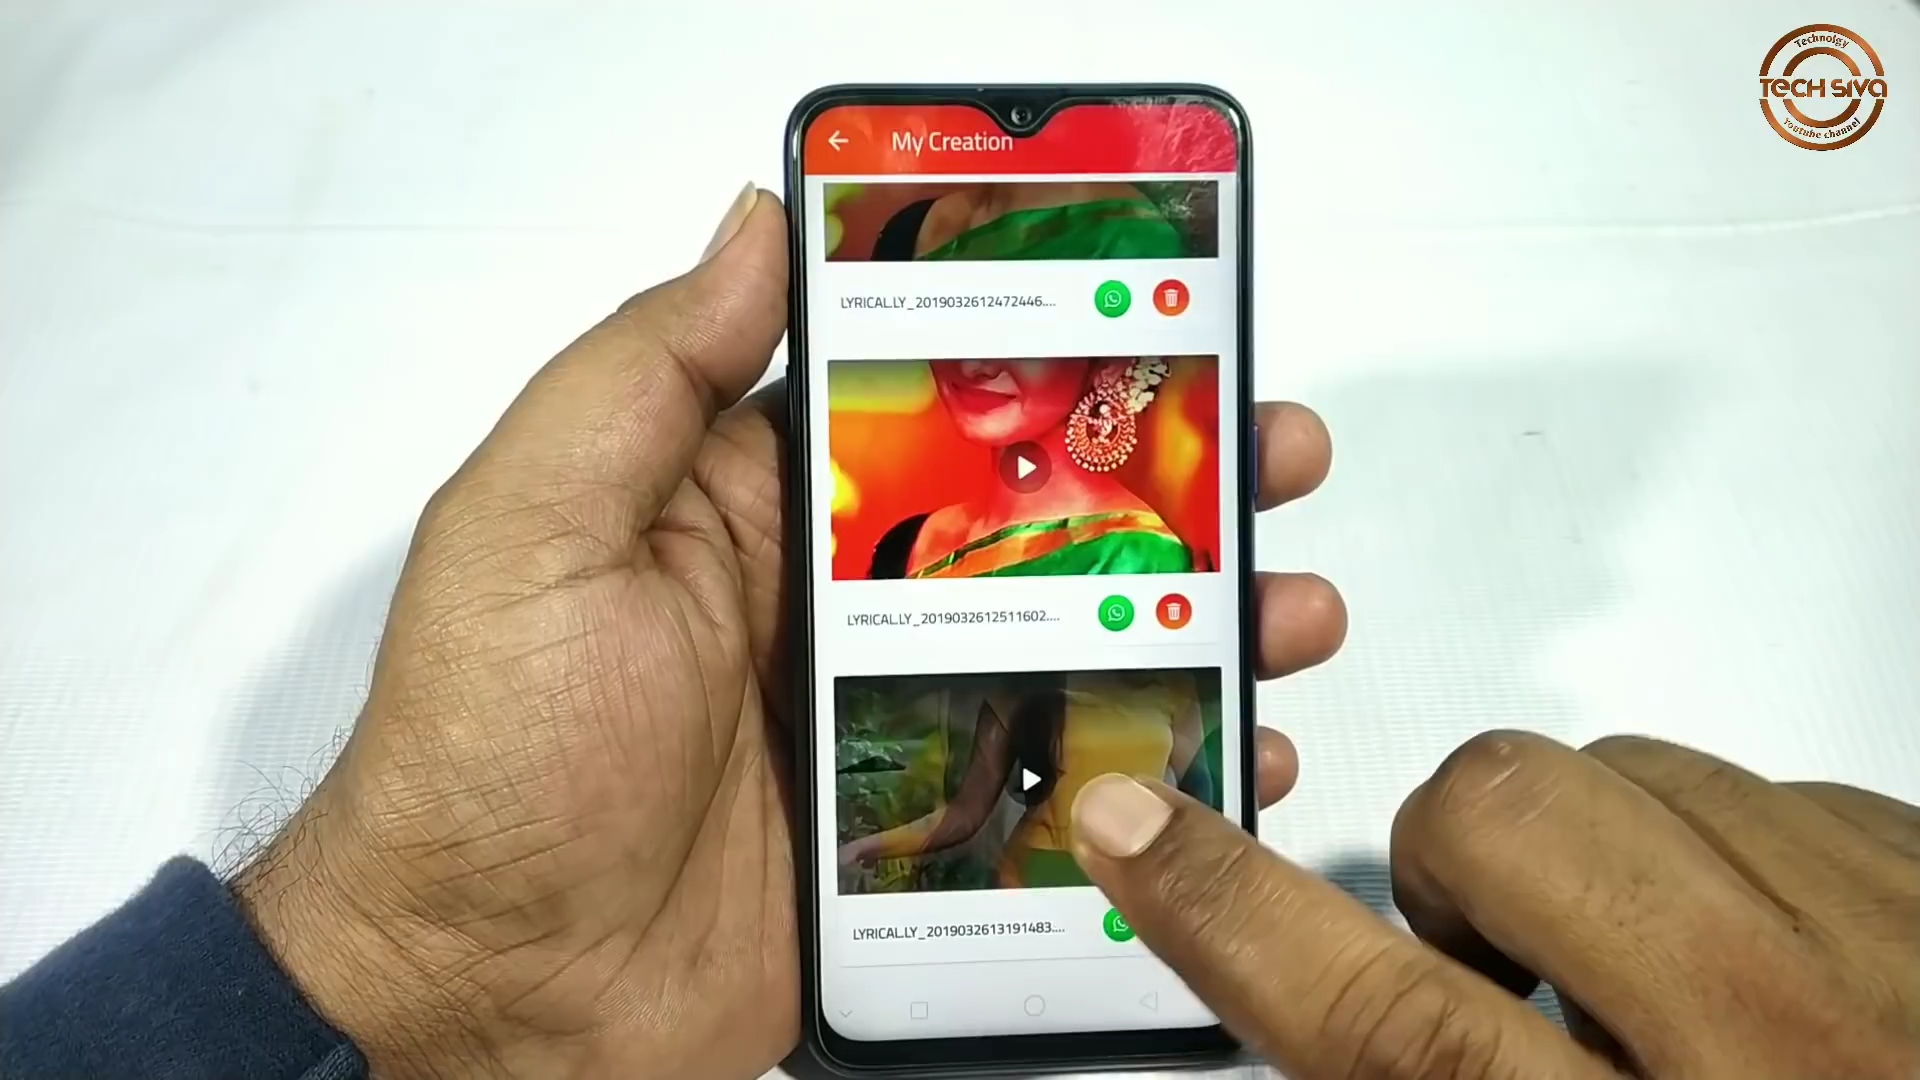 Technolgy
TECH SIVA
Youtube channel
My Creation
LYRICAL.LY_2019032612472446....
LYRICAL.LY_2019032612511602....
LYRICAL.LY_2019032613191483....